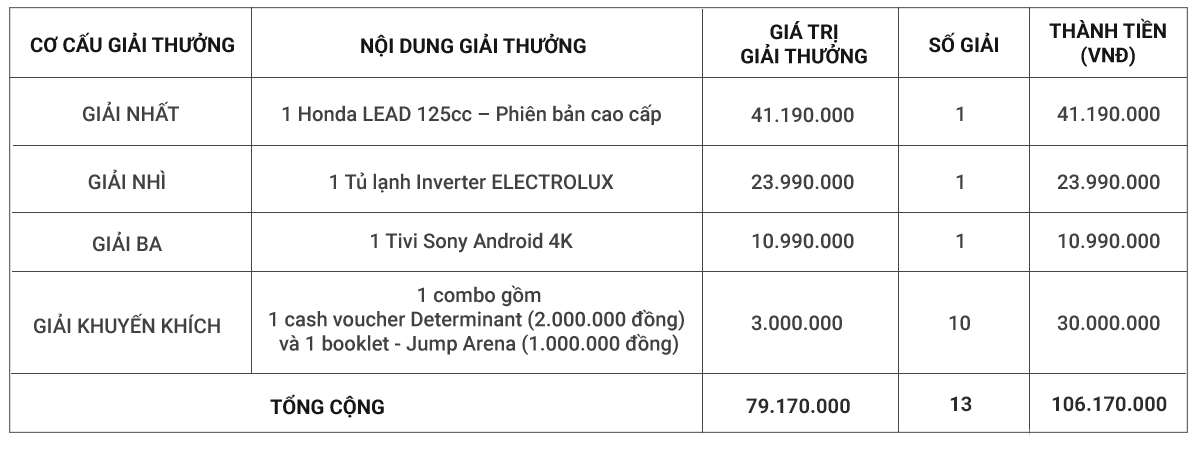 CƠ CẤU GIẢI THƯỞNG
NỘI DUNG GIẢI THƯỞNG
GIÁ TRỊ
GIẢI THƯỞNG
SỐ GIẢI
THÀNH TIỀN
(VNĐ)
GIẢI NHẤT
1 Honda LEAD 125cc – Phiên bản cao cấp
41.190.000
1
41.190.000
GIẢI NHÌ
1 Tủ lạnh Inverter ELECTROLUX
23.990.000
1
23.990.000
GIẢI BA
1 Tivi Sony Android 4K
10.990.000
1
10.990.000
GIẢI KHUYẾN KHÍCH
1 combo gồm
1 cash voucher Determinant (2.000.000 đồng)
và 1 booklet - Jump Arena (1.000.000 đồng)
3.000.000
10
30.000.000
TỔNG CỘNG
79.170.000
13
106.170.000